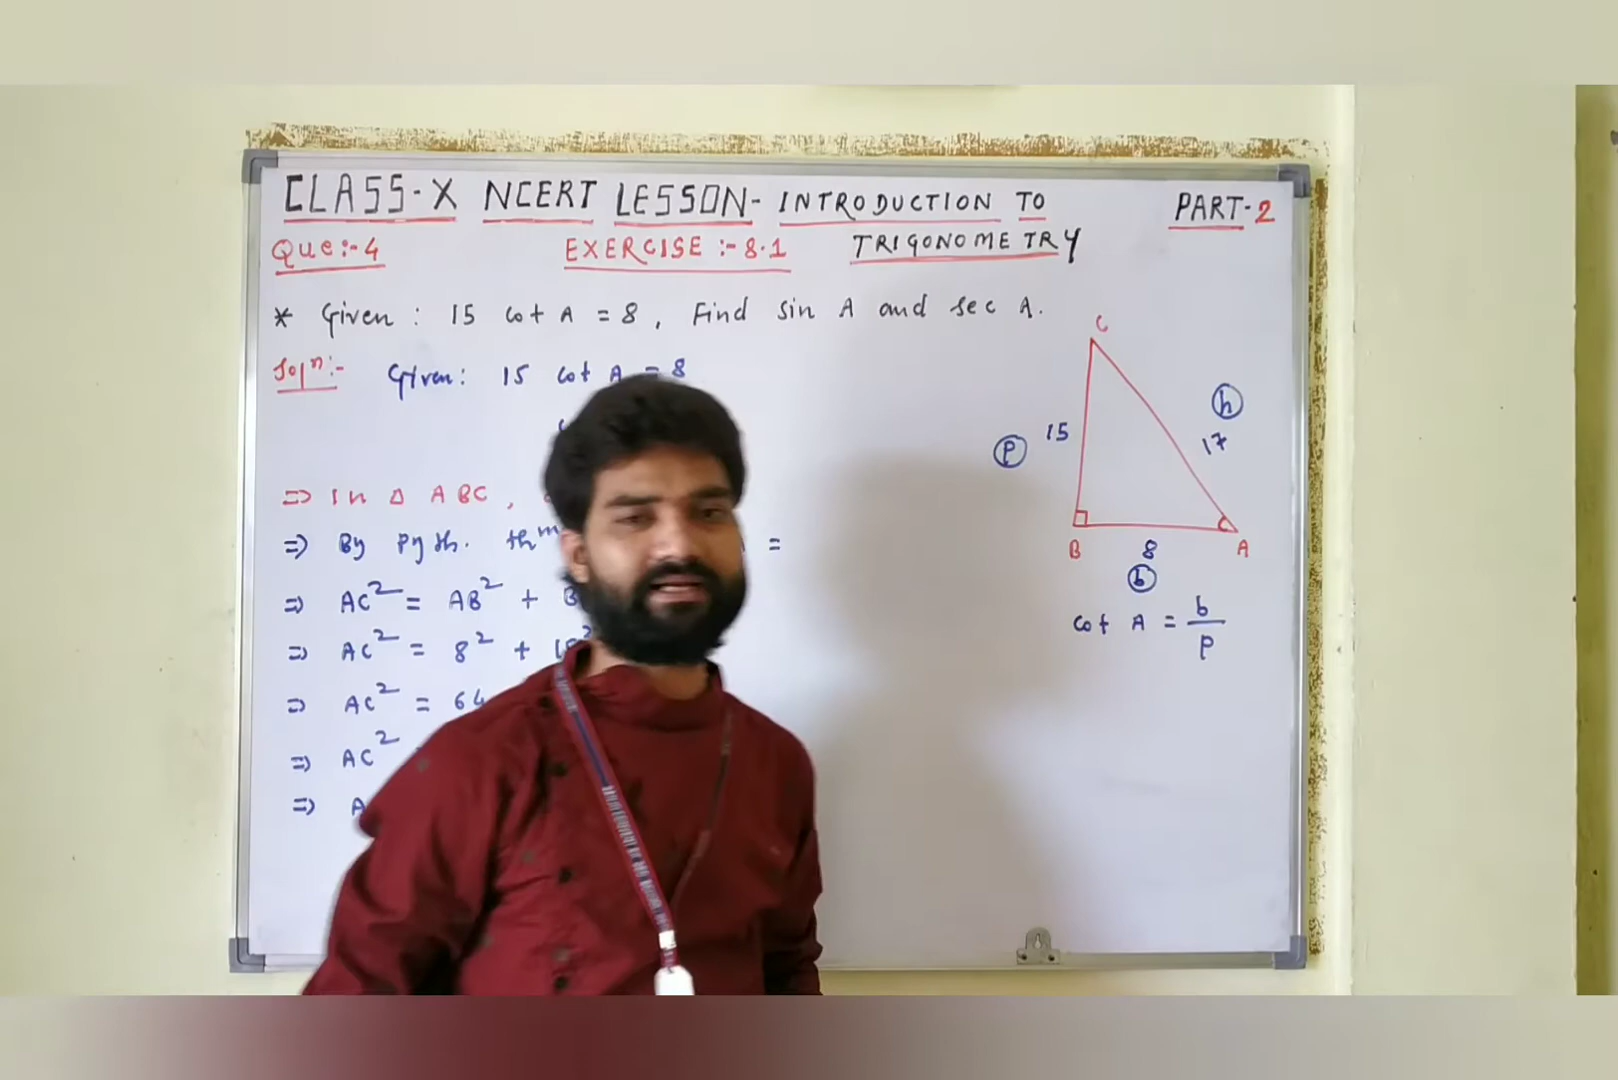 CLASS-X NCERT LESSON- INTRODUCTION TO
TRIGONOMETRY
PART-2
Que:-4
EXERCISE :- 8.1
* Given : 15 cot A = 8 , Find sin A and sec A.
Solⁿ:- Given: 15 cot A = 8
=> In Δ ABC ,
=> By Pyth. thᵐ =
=> AC² = AB² + B
=> AC² = 8² + 15²
=> AC² = 64
=> AC²
=> A
C
15
p
h
17
B
8
A
b
cot A = b/p